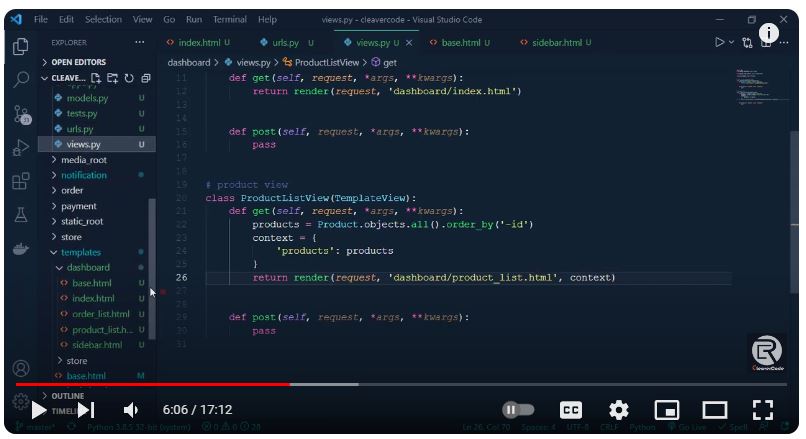 File Edit Selection View Go Run Terminal Help views.py - cleavercode - Visual Studio Code
EXPLORER
index.html U urls.py U views.py U base.html U sidebar.html U
OPEN EDITORS
dashboard > views.py > ProductListView > get
CLEAVE...
models.py U
tests.py U
urls.py U
views.py U
media_root
notification
order
payment
static_root
store
templates
dashboard
base.html U
index.html U
order_list.html U
product_list.h... U
sidebar.html U
store
base.html M
OUTLINE
TIMELI
11 def get(self, request, *args, **kwargs):
12 return render(request, 'dashboard/index.html')
13
14
15 def post(self, request, *args, **kwargs):
16 pass
17
18
19 # product view
20 class ProductListView(TemplateView):
21 def get(self, request, *args, **kwargs):
22 products = Product.objects.all().order_by('-id')
23 context = {
24 'products': products
25 }
26 return render(request, 'dashboard/product_list.html', context)
27
28
29 def post(self, request, *args, **kwargs):
30 pass
31
CleaverCode
6:06 / 17:12
CC
master* Python 3.8.5 32-bit (system) 0 0 28 Ln 26, Col 70 Spaces: 4 UTF-8 CRLF Python Go Live Spell